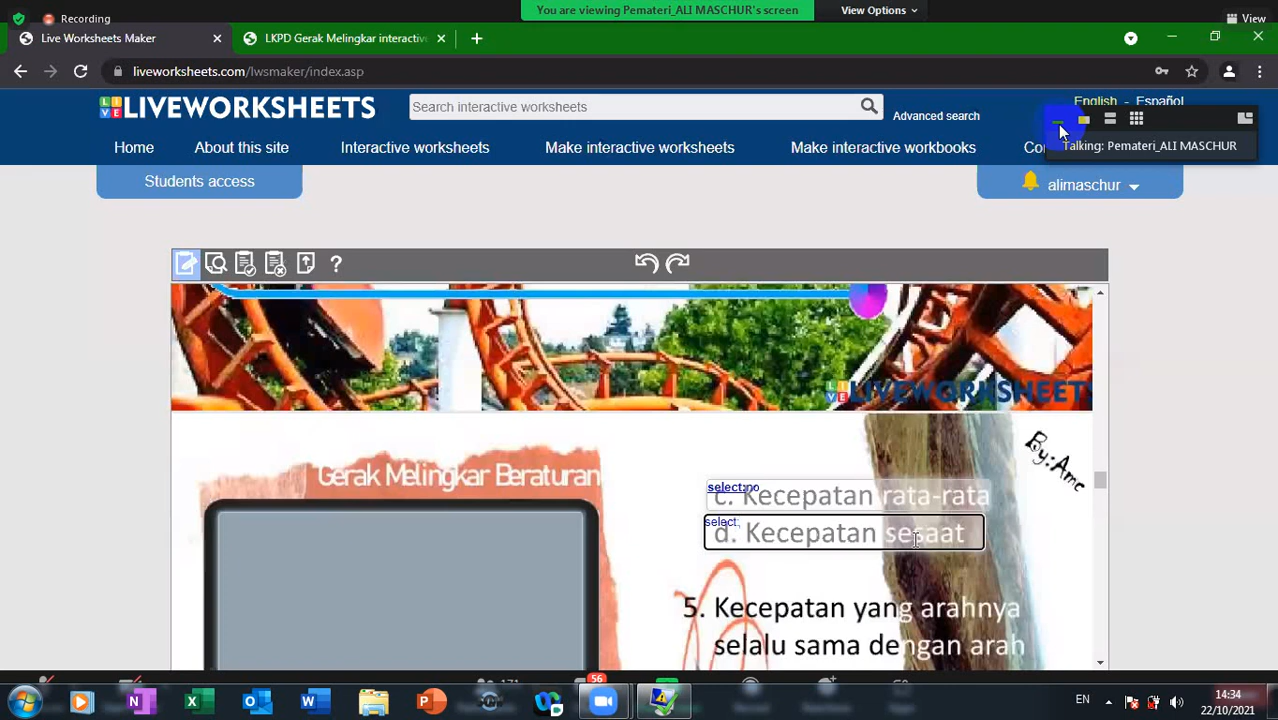 Recording
You are viewing Pemateri_ALI MASCHUR's screen
View Options
View
Live Worksheets Maker
LKPD Gerak Melingkar interactiv
liveworksheets.com/lwsmaker/index.asp
LIVEWORKSHEETS
Search interactive worksheets
Advanced search
English - Español
Home
About this site
Interactive worksheets
Make interactive worksheets
Make interactive workbooks
Talking: Pemateri_ALI MASCHUR
Students access
alimaschur
?
LIVEWORKSHEETS
By: Amc
Gerak Melingkar Beraturan
select:no
c. Kecepatan rata-rata
select:
d. Kecepatan sesaat
5. Kecepatan yang arahnya
selalu sama dengan arah
56
171
EN
14:34
22/10/2021